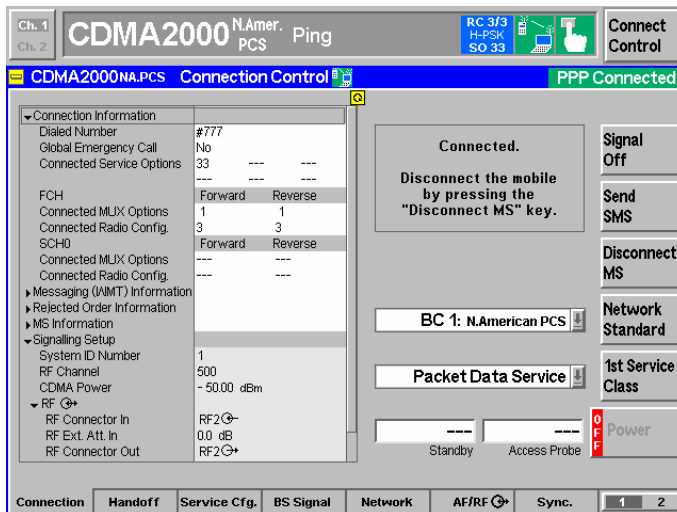 Ch. 1
Ch. 2
CDMA2000 N.Amer. PCS Ping
RC 3/3
H-PSK
SO 33
Connect Control
CDMA2000NA.PCS Connection Control
PPP Connected
Connection Information
Dialed Number #777
Global Emergency Call No
Connected Service Options 33 --- ---
--- --- ---
FCH Forward Reverse
Connected MUX Options 1 1
Connected Radio Config. 3 3
SCH0 Forward Reverse
Connected MUX Options --- ---
Connected Radio Config. --- ---
Messaging (WMT) Information
Rejected Order Information
MS Information
Signalling Setup
System ID Number 1
RF Channel 500
CDMA Power - 50.00 dBm
RF
RF Connector In RF2
RF Ext. Att. In 0.0 dB
RF Connector Out RF2
Connected.
Disconnect the mobile
by pressing the
"Disconnect MS" key.
BC 1: N.American PCS
Packet Data Service
--- ---
Standby Access Probe
Signal Off
Send SMS
Disconnect MS
Network Standard
1st Service Class
OFF Power
Connection Handoff Service Cfg. BS Signal Network AF/RF Sync. 1 2